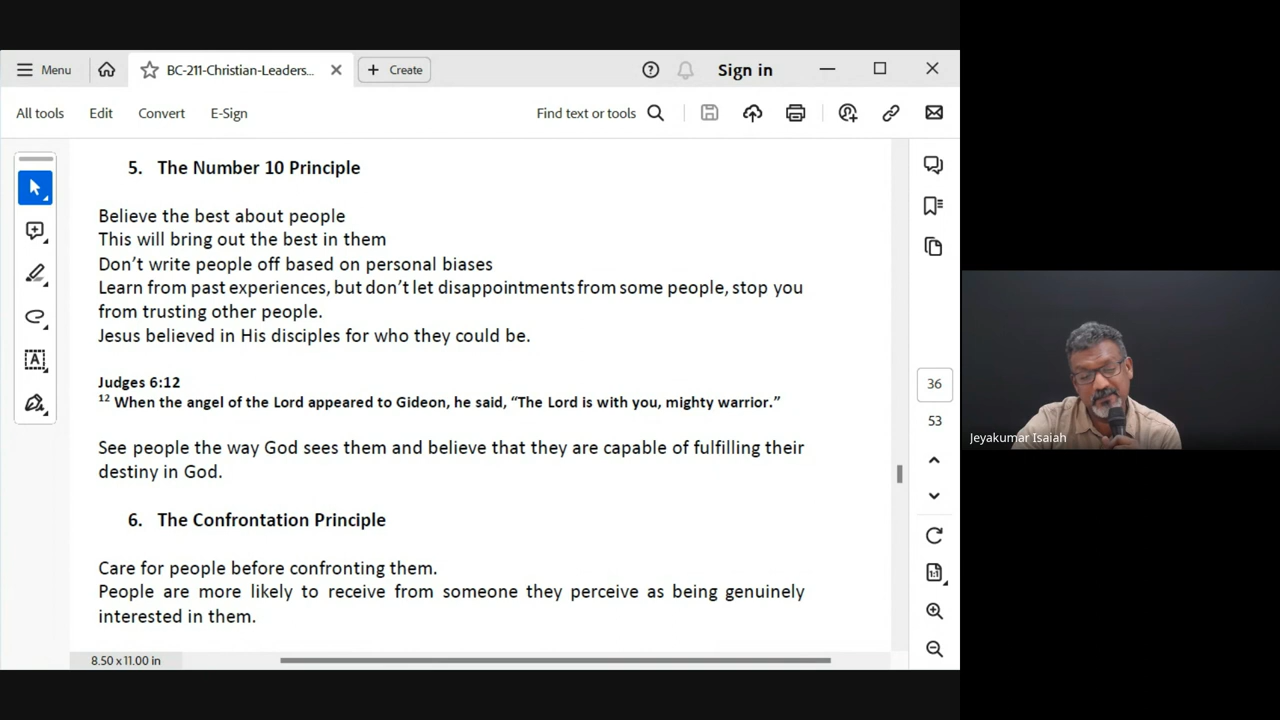 Menu
BC-211-Christian-Leaders...
Create
Sign in
All tools
Edit
Convert
E-Sign
Find text or tools
5. The Number 10 Principle
Believe the best about people
This will bring out the best in them
Don’t write people off based on personal biases
Learn from past experiences, but don’t let disappointments from some people, stop you
from trusting other people.
Jesus believed in His disciples for who they could be.
Judges 6:12
12 When the angel of the Lord appeared to Gideon, he said, “The Lord is with you, mighty warrior.”
See people the way God sees them and believe that they are capable of fulfilling their
destiny in God.
6. The Confrontation Principle
Care for people before confronting them.
People are more likely to receive from someone they perceive as being genuinely
interested in them.
8.50 x 11.00 in
36
53
1:1
Jeyakumar Isaiah